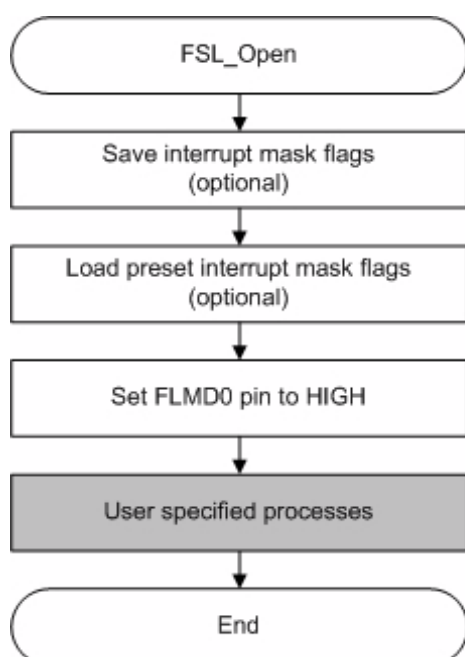 FSL_Open
Save interrupt mask flags
(optional)
Load preset interrupt mask flags
(optional)
Set FLMD0 pin to HIGH
User specified processes
End